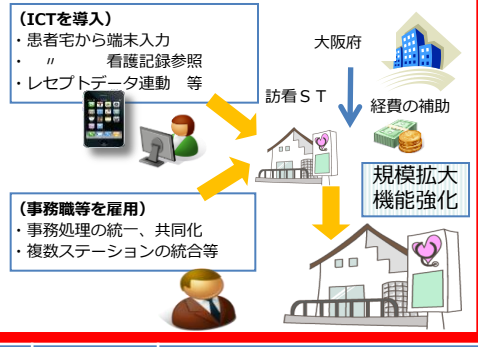 （ICTを導入）
・患者宅から端末入力
・　〃　　看護記録参照
・レセプトデータ連動　等
大阪府
訪看ＳＴ
経費の補助
規模拡大
機能強化
（事務職等を雇用）
・事務処理の統一、共同化
・複数ステーションの統合等